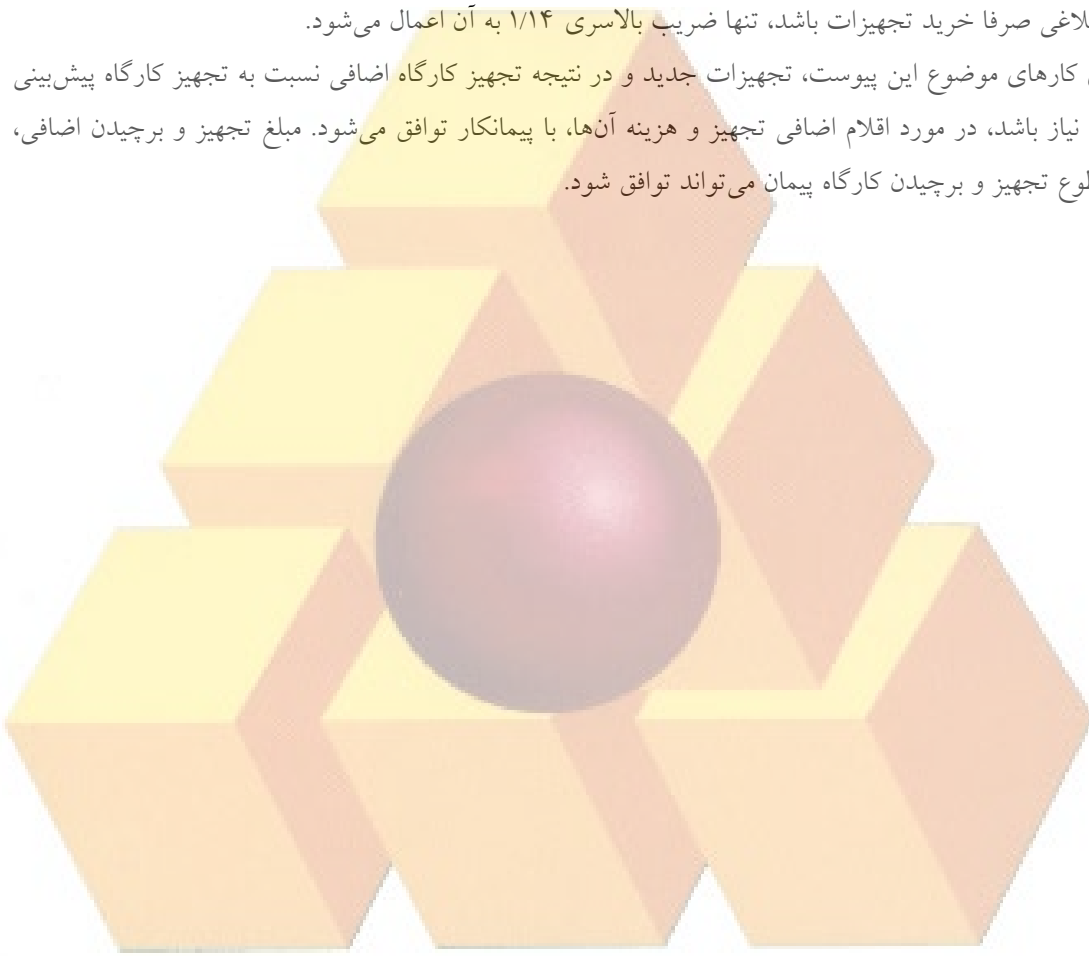 صرفا خرید تجهیزات باشد، تنها ضریب بالاسری ۱/۱۴ به آن اعمال می‌شود.
کارهای موضوع این پیوست، تجهیزات جدید و در نتیجه تجهیز کارگاه اضافی نسبت به تجهیز کارگاه پیش‌بینی
نیاز باشد، در مورد اقلام اضافی تجهیز و هزینه آن‌ها، با پیمانکار توافق می‌شود. مبلغ تجهیز و برچیدن اضافی،
تجهیز و برچیدن کارگاه پیمان می‌تواند توافق شود.